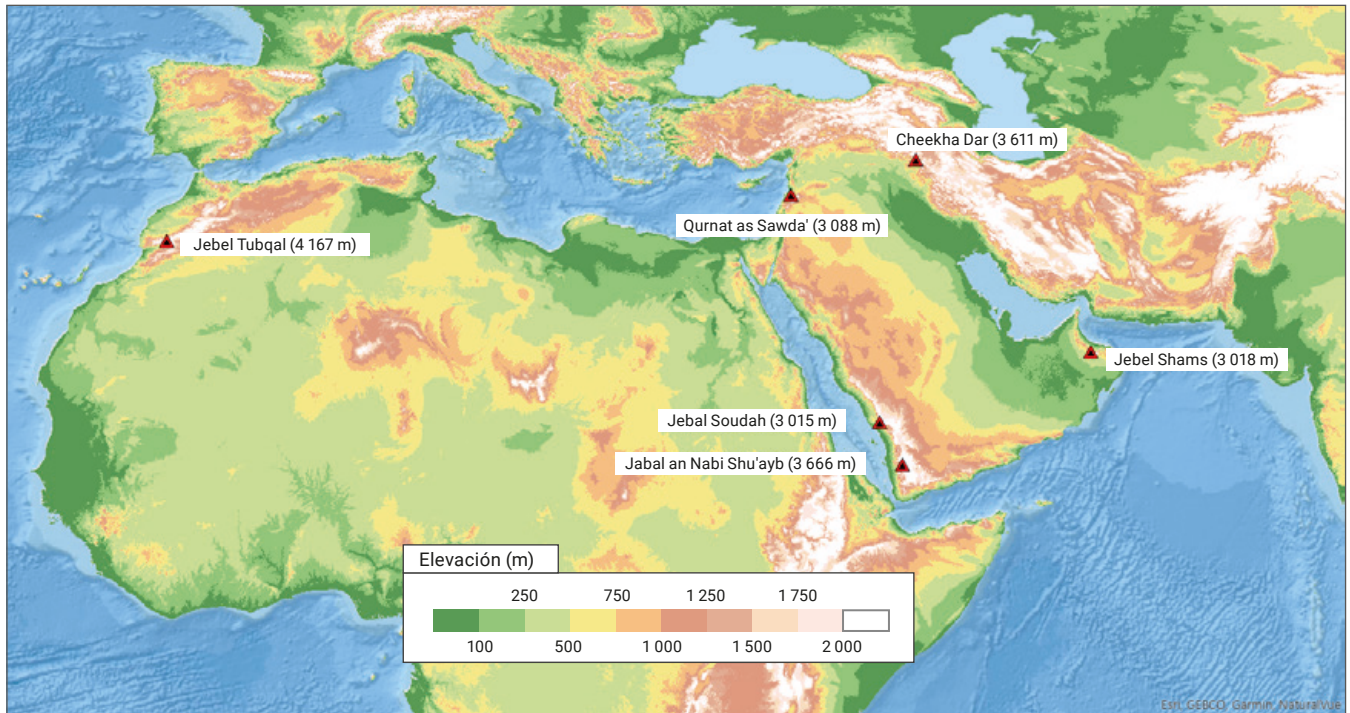 Cheekha Dar (3 611 m)
Qurnat as Sawda' (3 088 m)
Jebel Tubqal (4 167 m)
Jebel Shams (3 018 m)
Jebal Soudah (3 015 m)
Jabal an Nabi Shu'ayb (3 666 m)
Elevación (m)
250 750 1 250 1 750
100 500 1 000 1 500 2 000
Esri, GEBCO, Garmin, NaturalVue